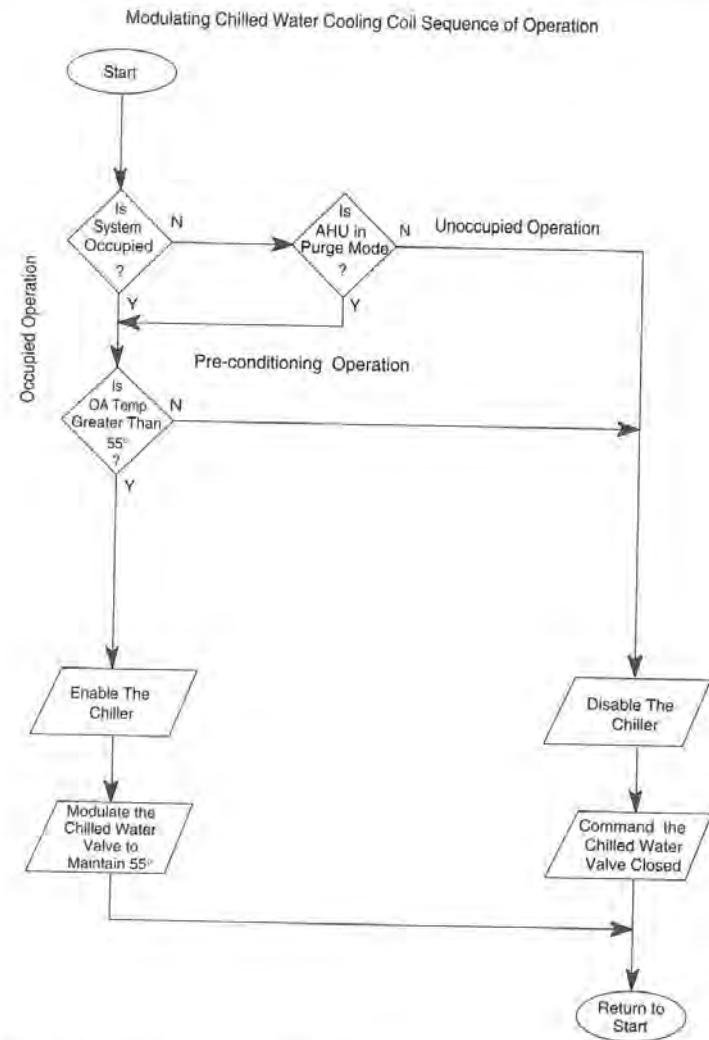 Modulating Chilled Water Cooling Coil Sequence of Operation
Start
Is
System
Occupied
?
N
Y
Is
AHU in
Purge Mode
?
N
Y
Unoccupied Operation
Occupied Operation
Pre-conditioning Operation
Is
OA Temp
Greater Than
55°
?
N
Y
Enable The
Chiller
Disable The
Chiller
Modulate the
Chilled Water
Valve to
Maintain 55°
Command the
Chilled Water
Valve Closed
Return to
Start